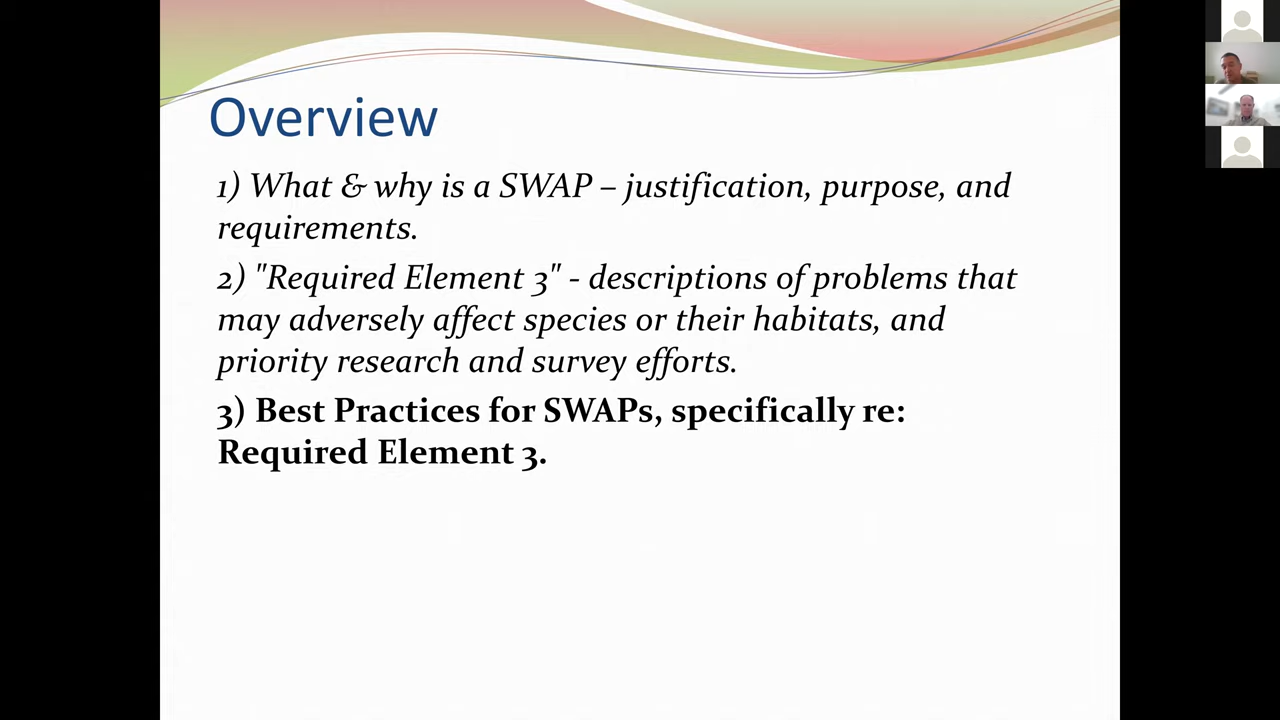 Overview
1) What & why is a SWAP – justification, purpose, and
requirements.
2) "Required Element 3" - descriptions of problems that
may adversely affect species or their habitats, and
priority research and survey efforts.
3) Best Practices for SWAPs, specifically re:
Required Element 3.